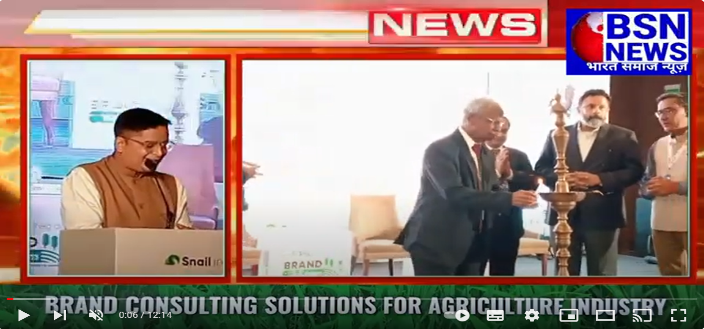 NEWS
BSN
NEWS
भारत समाज न्यूज़
Snail
BRAND
BRAND CONSULTING SOLUTIONS FOR AGRICULTURE INDUSTRY
0:06 / 12:14